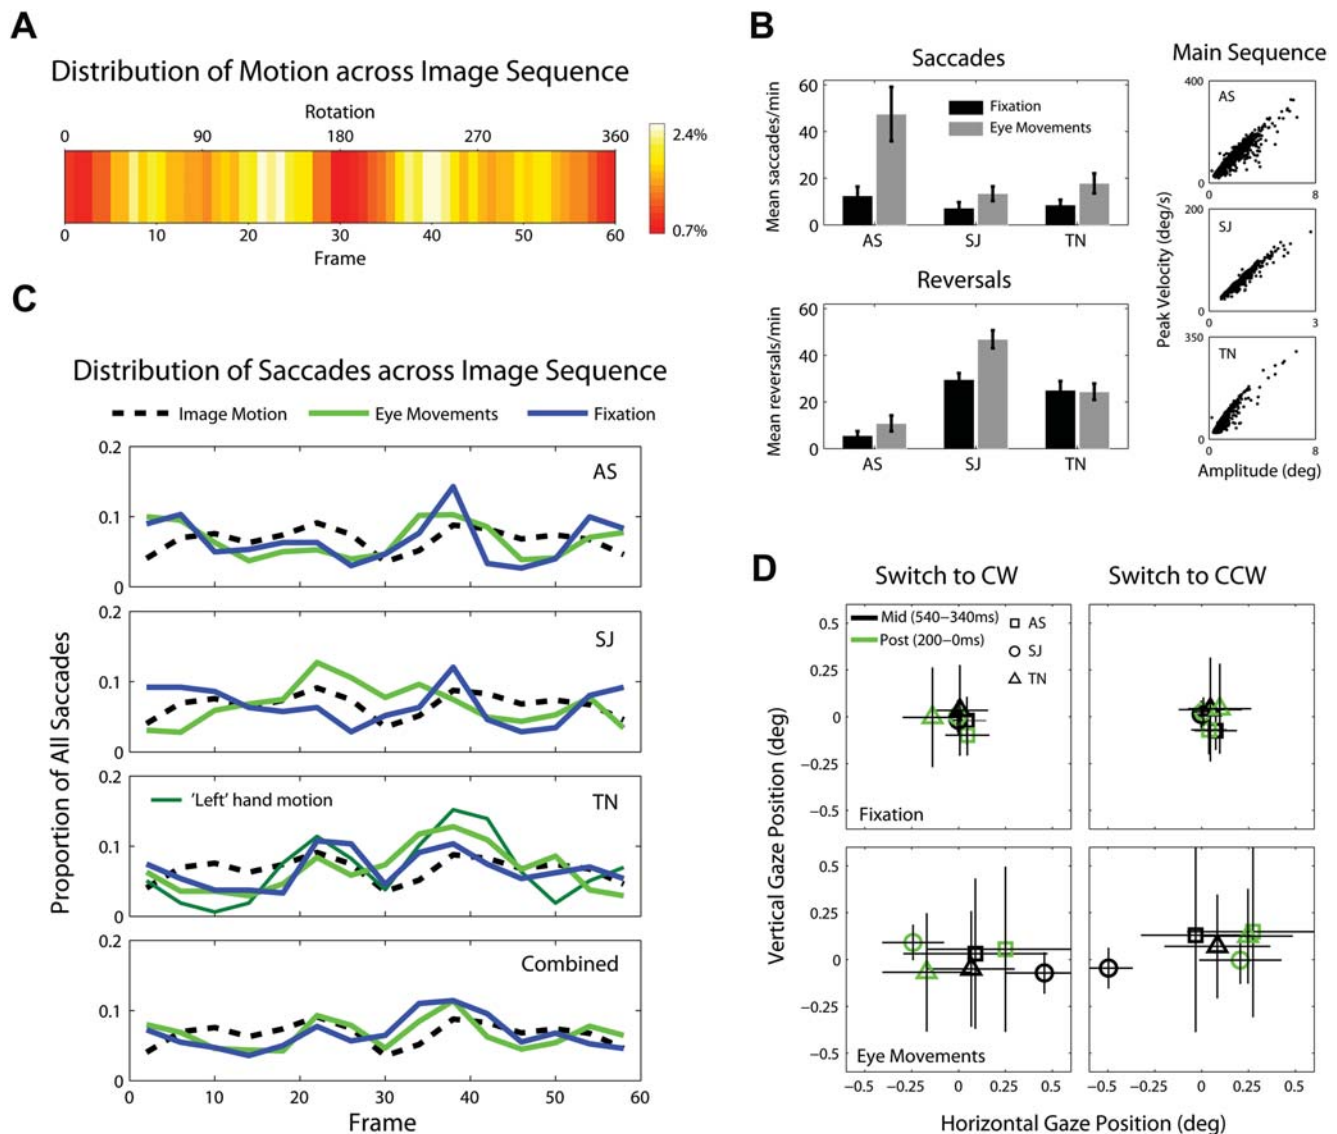 A
Distribution of Motion across Image Sequence
Rotation
0 90 180 270 360
2.4%
0.7%
0 10 20 30 40 50 60
Frame
B
Saccades
Mean saccades/min
60
40
20
0
Fixation
Eye Movements
AS SJ TN
Reversals
Mean reversals/min
60
40
20
0
AS SJ TN
Main Sequence
Peak Velocity (deg/s)
400
AS
0
0 8
200
SJ
0
0 3
350
TN
0
0 8
Amplitude (deg)
C
Distribution of Saccades across Image Sequence
Image Motion Eye Movements Fixation
Proportion of All Saccades
0.2
AS
0.1
0
0.2
SJ
0.1
0
0.2
'Left' hand motion TN
0.1
0
0.2
Combined
0.1
0
0 10 20 30 40 50 60
Frame
D
Switch to CW Switch to CCW
Vertical Gaze Position (deg)
0.5
Mid (540−340ms) AS
Post (200−0ms) SJ
TN
0.25
0
−0.25
−0.5
Fixation
0.5
0.25
0
−0.25
−0.5
Eye Movements
−0.5 −0.25 0 0.25 0.5 −0.5 −0.25 0 0.25 0.5
Horizontal Gaze Position (deg)